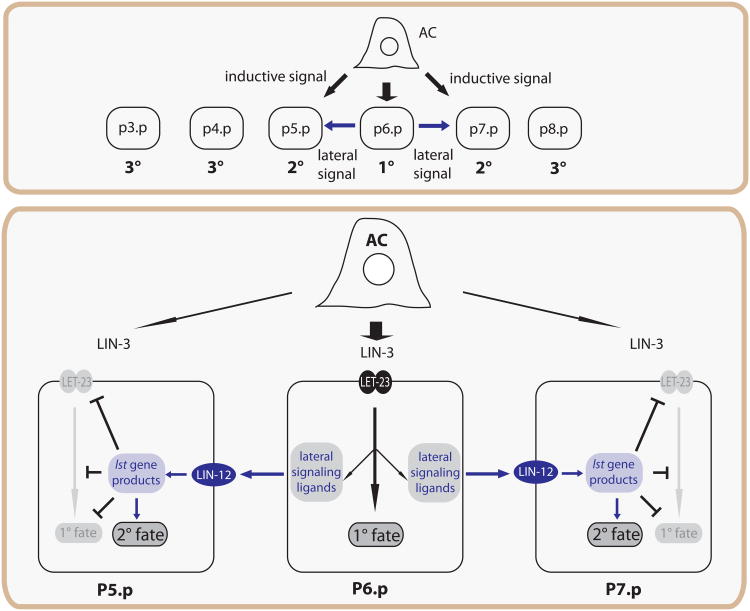 AC
inductive signal
inductive signal
p3.p
p4.p
p5.p
p6.p
p7.p
p8.p
3°
3°
2°
lateral
signal
1°
lateral
signal
2°
3°
AC
LIN-3
LIN-3
LIN-3
LET-23
LET-23
LET-23
lst gene
products
LIN-12
lateral
signaling
ligands
lateral
signaling
ligands
LIN-12
lst gene
products
1° fate
2° fate
1° fate
2° fate
1° fate
P5.p
P6.p
P7.p